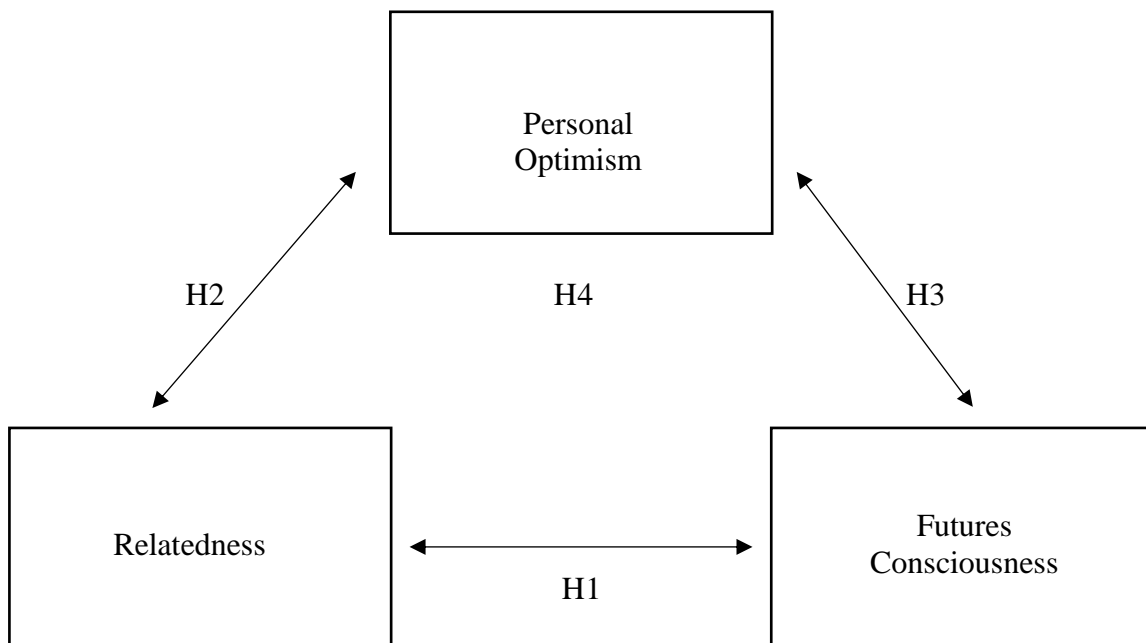 Personal
Optimism
H2
H4
H3
Relatedness
Futures
Consciousness
H1